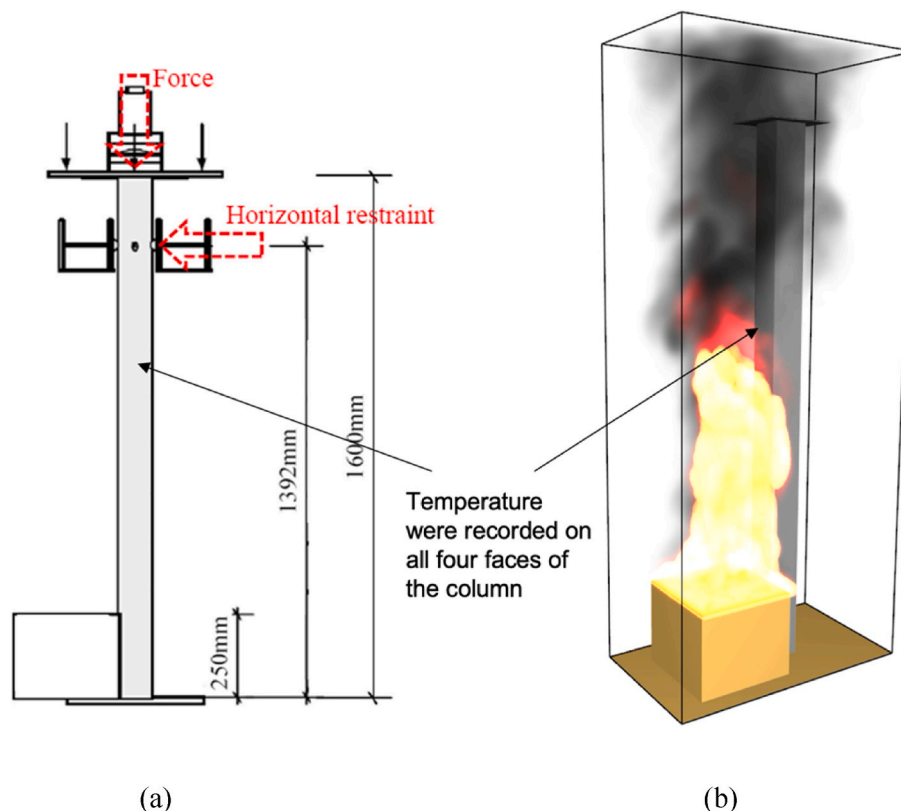 Force
Horizontal restraint
1392mm
1600mm
250mm
Temperature
were recorded on
all four faces of
the column
(a)
(b)